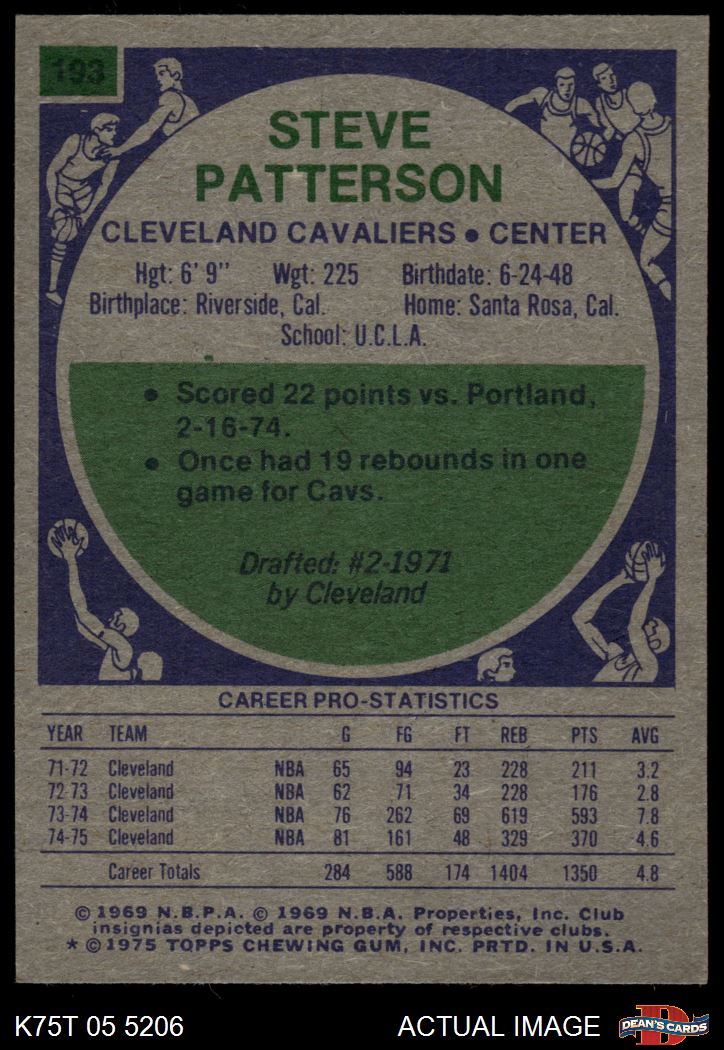 193
STEVE
PATTERSON
CLEVELAND CAVALIERS • CENTER
Hgt: 6' 9" Wgt: 225 Birthdate: 6-24-48
Birthplace: Riverside, Cal. Home: Santa Rosa, Cal.
School: U.C.L.A.
• Scored 22 points vs. Portland,
2-16-74.
• Once had 19 rebounds in one
game for Cavs.
Drafted: #2-1971
by Cleveland
CAREER PRO-STATISTICS
YEAR TEAM G FG FT REB PTS AVG
71-72 Cleveland NBA 65 94 23 228 211 3.2
72-73 Cleveland NBA 62 71 34 228 176 2.8
73-74 Cleveland NBA 76 262 69 619 593 7.8
74-75 Cleveland NBA 81 161 48 329 370 4.6
Career Totals 284 588 174 1404 1350 4.8
© 1969 N.B.P.A. © 1969 N.B.A. Properties, Inc. Club
insignias depicted are property of respective clubs.
* © 1975 TOPPS CHEWING GUM, INC. PRTD. IN U.S.A.
K75T 05 5206 ACTUAL IMAGE
D
DEAN'S CARDS